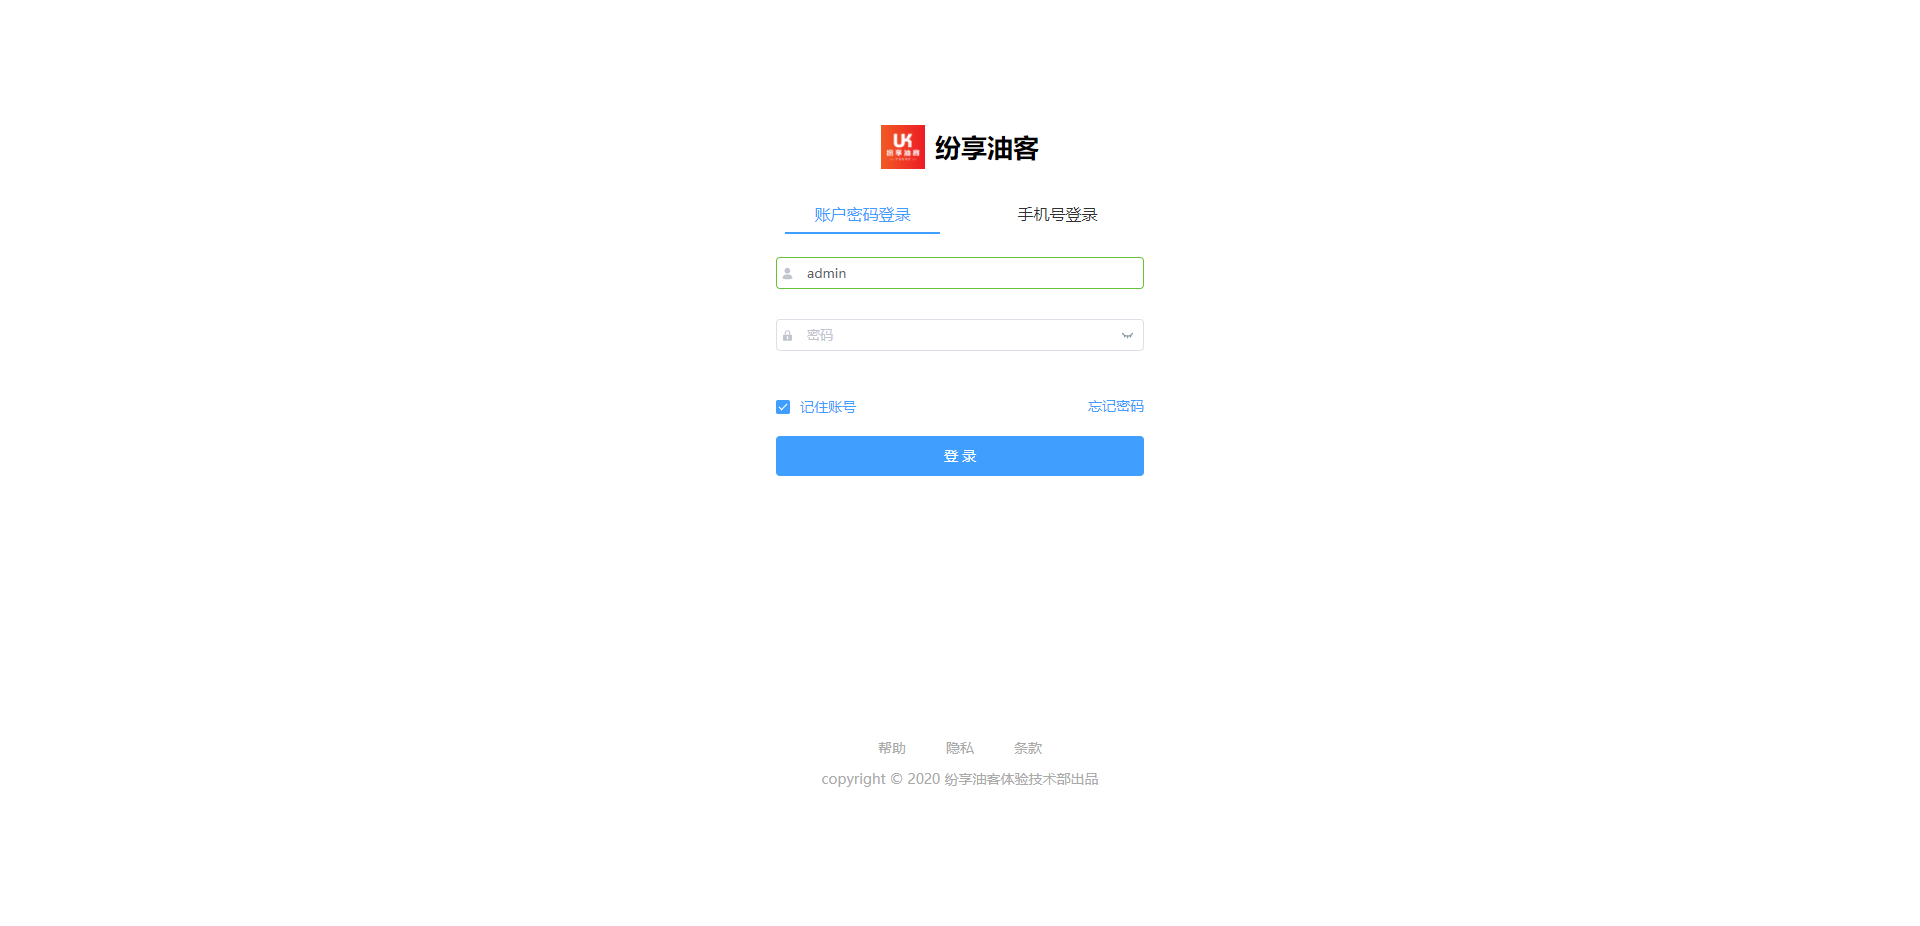 UK
纷享油客
纷享油客
账户密码登录 手机号登录
admin
密码
记住账号 忘记密码
登 录
帮助 隐私 条款
copyright © 2020 纷享油客体验技术部出品